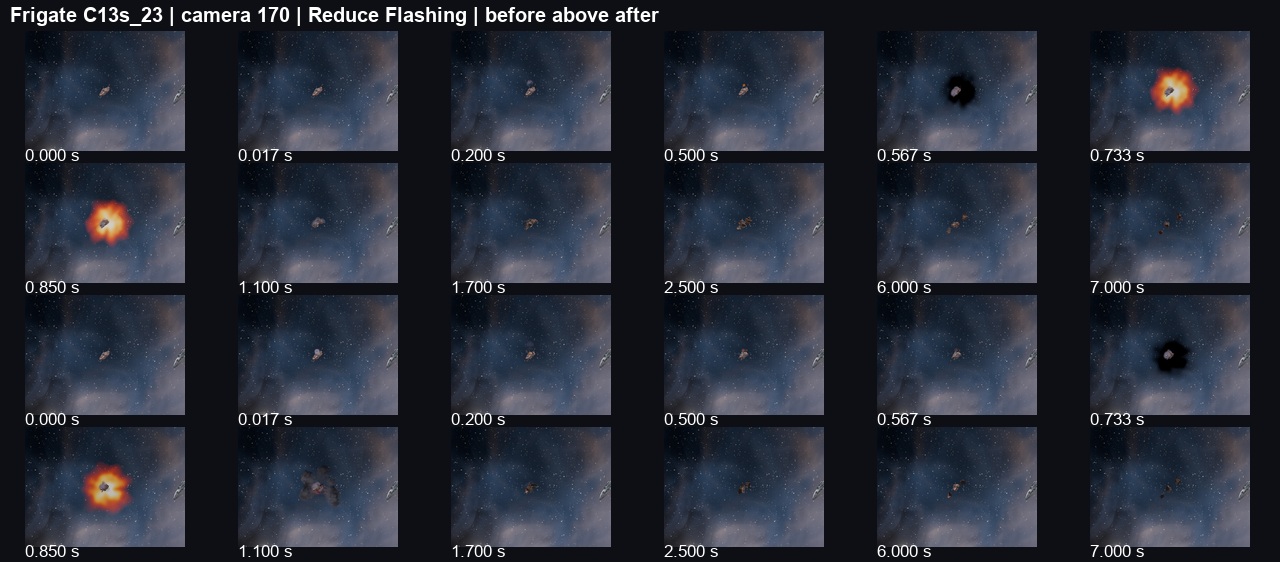 Frigate C13s_23 | camera 170 | Reduce Flashing | before above after
0.000 s 0.017 s 0.200 s 0.500 s 0.567 s 0.733 s
0.850 s 1.100 s 1.700 s 2.500 s 6.000 s 7.000 s
0.000 s 0.017 s 0.200 s 0.500 s 0.567 s 0.733 s
0.850 s 1.100 s 1.700 s 2.500 s 6.000 s 7.000 s